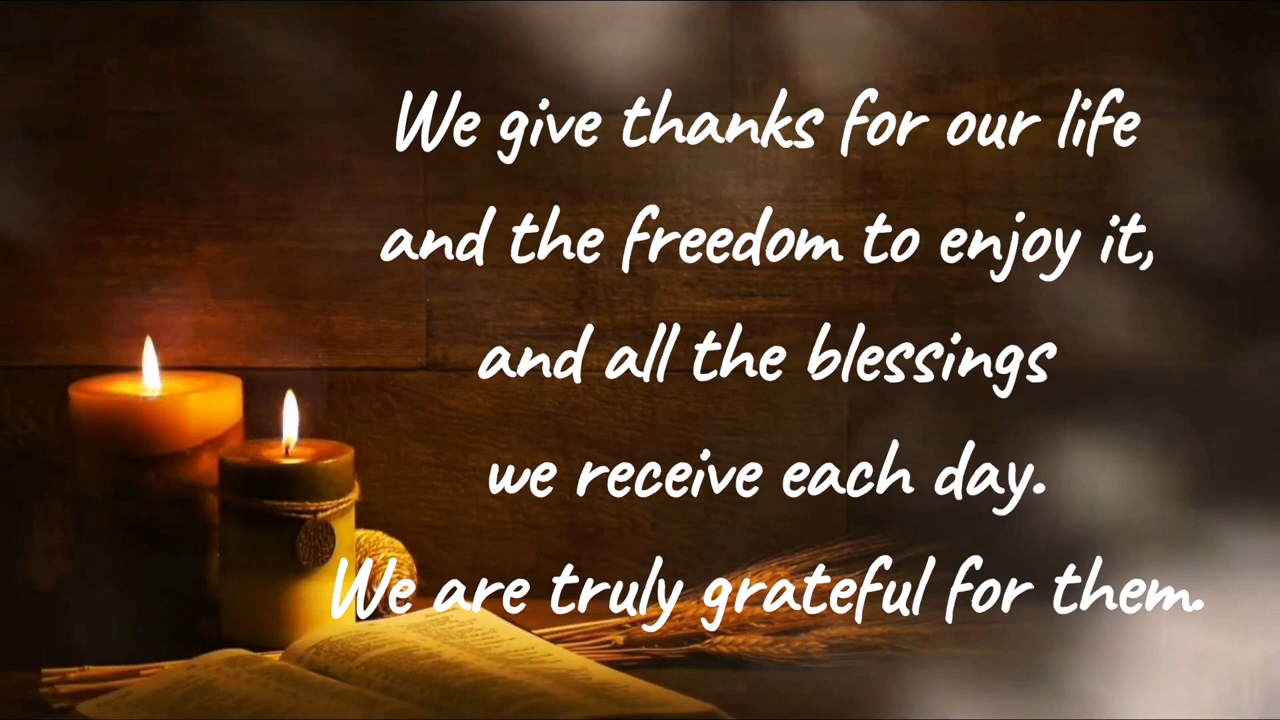 We give thanks for our life
and the freedom to enjoy it,
and all the blessings
we receive each day.
We are truly grateful for them.